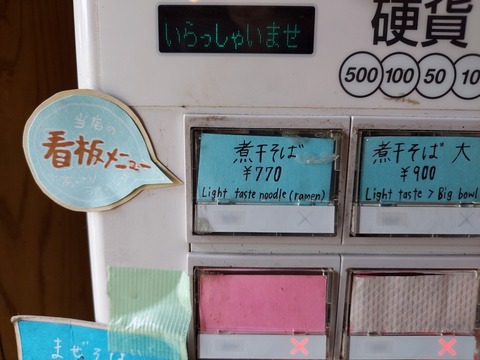 いらっしゃいませ
硬貨
500 100 50 10
当店の
看板メニュー
煮干そば
¥770
Light taste noodle (ramen)
煮干そば 大
¥900
Light taste > Big bowl
まぜそば